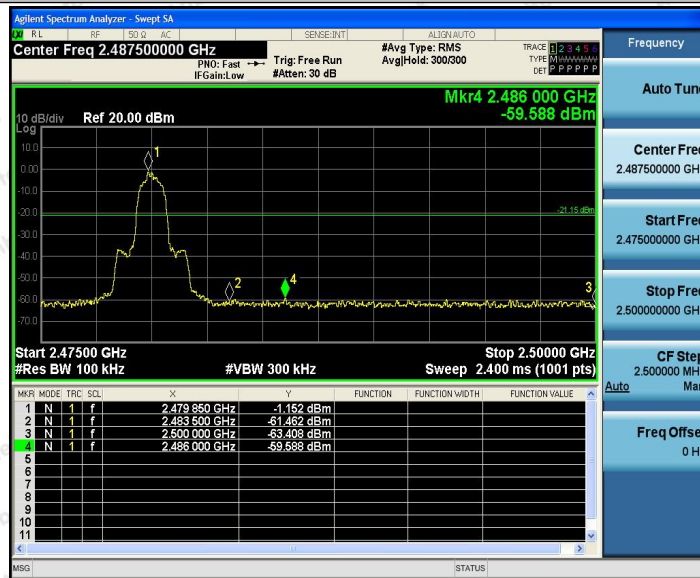 Agilent Spectrum Analyzer - Swept SA
LXI RL RF 50 Ω AC SENSE:INT ALIGNAUTO
Center Freq 2.487500000 GHz
PNO: Fast
IFGain:Low
Trig: Free Run
#Atten: 30 dB
#Avg Type: RMS
Avg|Hold: 300/300
TRACE 1 2 3 4 5 6
TYPE M
DET P P P P P P
Mkr4 2.486 000 GHz
-59.588 dBm
10 dB/div Ref 20.00 dBm
Log
10.0
0.00
-10.0
-20.0
-30.0
-40.0
-50.0
-60.0
-70.0
1
-21.15 dBm
2
4
3
Start 2.47500 GHz Stop 2.50000 GHz
#Res BW 100 kHz #VBW 300 kHz Sweep 2.400 ms (1001 pts)
MKR MODE TRC SCL X Y FUNCTION FUNCTION WIDTH FUNCTION VALUE
1 N 1 f 2.479 850 GHz -1.152 dBm
2 N 1 f 2.483 500 GHz -61.462 dBm
3 N 1 f 2.500 000 GHz -63.408 dBm
4 N 1 f 2.486 000 GHz -59.588 dBm
5
6
7
8
9
10
11
MSG STATUS
Frequency
Auto Tun
Center Fre
2.487500000 GH
Start Fre
2.475000000 GH
Stop Fre
2.500000000 GH
CF Step
2.500000 MH
Auto Ma
Freq Offse
0 H